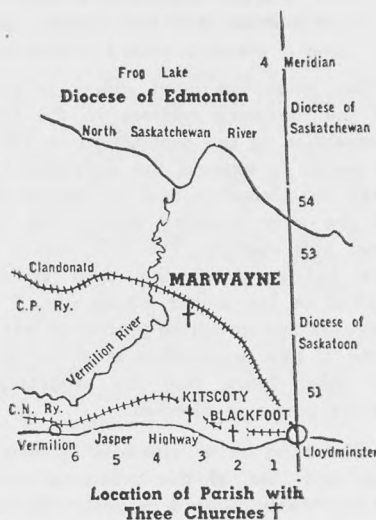 4 Meridian
Frog Lake
Diocese of Edmonton
Diocese of
Saskatchewan
North Saskatchewan River
54
53
Clandonald
MARWAYNE
C.P. Ry.
Vermilion River
Diocese of
Saskatoon
51
KITSCOTY
C.N. Ry.
BLACKFOOT
Vermilion
Jasper Highway
Lloydminster
6 5 4 3 2 1
Location of Parish with
Three Churches †